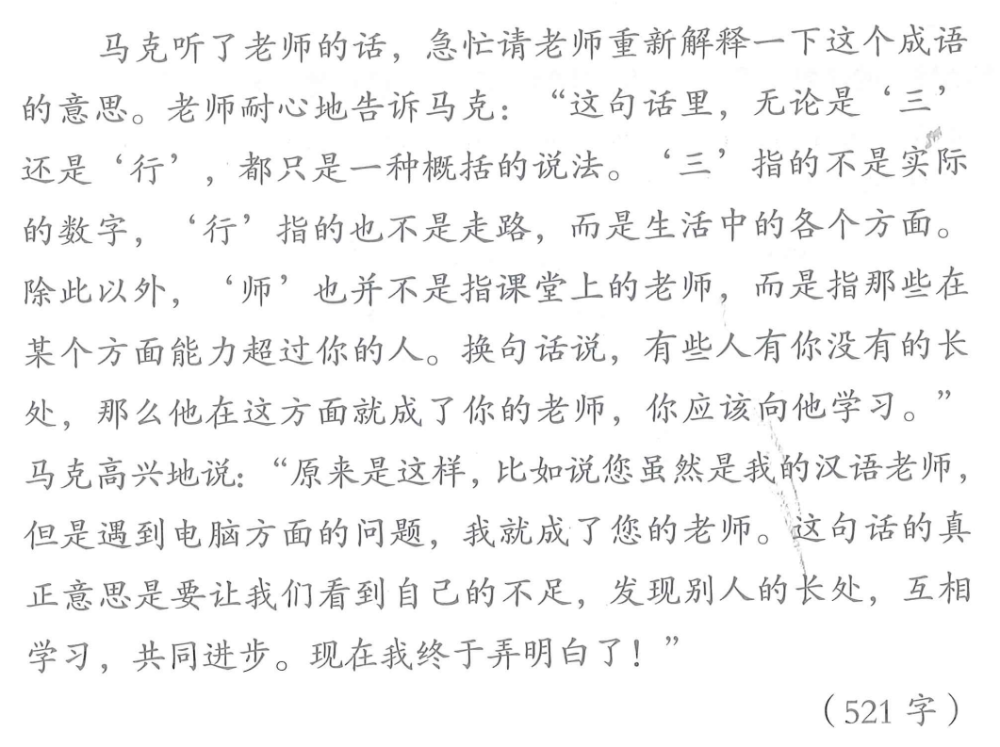 马克听了老师的话，急忙请老师重新解释一下这个成语
的意思。老师耐心地告诉马克：“这句话里，无论是‘三’
还是‘行’，都只是一种概括的说法。‘三’指的不是实际
的数字，‘行’指的也不是走路，而是生活中的各个方面。
除此以外，‘师’也并不是指课堂上的老师，而是指那些在
某个方面能力超过你的人。换句话说，有些人有你没有的长
处，那么他在这方面就成了你的老师，你应该向他学习。”
马克高兴地说：“原来是这样，比如说您虽然是我的汉语老师，
但是遇到电脑方面的问题，我就成了您的老师。这句话的真
正意思是要让我们看到自己的不足，发现别人的长处，互相
学习，共同进步。现在我终于弄明白了！”
（521 字）